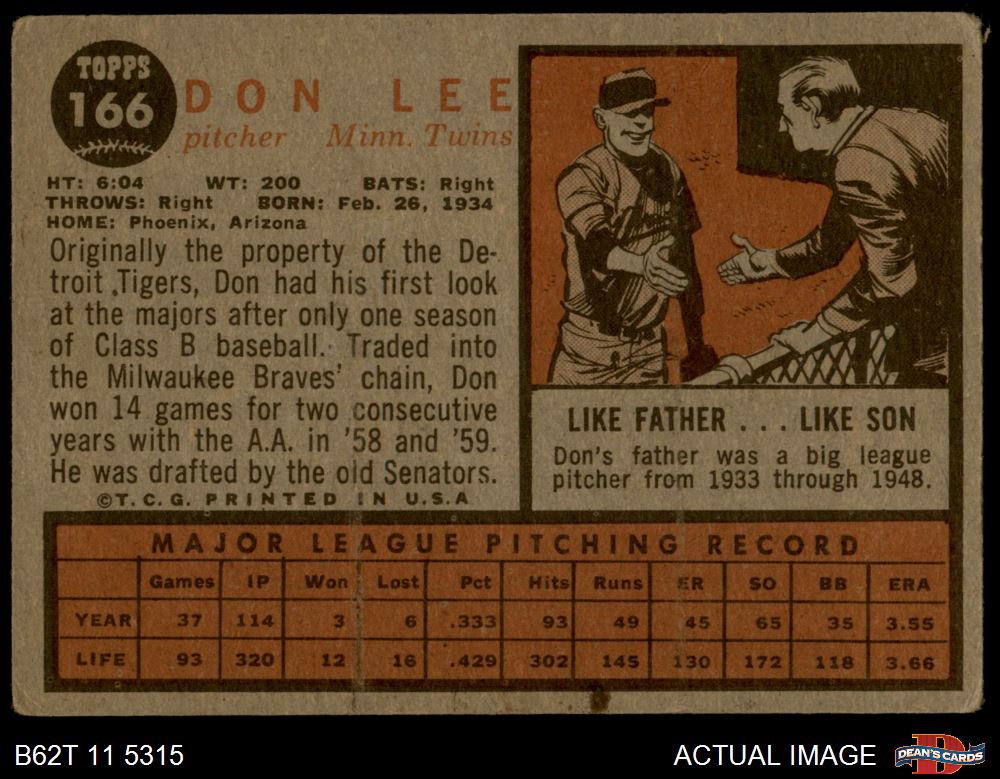 TOPPS
166
DON LEE
pitcher Minn. Twins
HT: 6:04 WT: 200 BATS: Right
THROWS: Right BORN: Feb. 26, 1934
HOME: Phoenix, Arizona
Originally the property of the De-
troit Tigers, Don had his first look
at the majors after only one season
of Class B baseball. Traded into
the Milwaukee Braves' chain, Don
won 14 games for two consecutive
years with the A.A. in '58 and '59.
He was drafted by the old Senators.
©T.C.G. PRINTED IN U.S.A
LIKE FATHER . . . LIKE SON
Don's father was a big league
pitcher from 1933 through 1948.
MAJOR LEAGUE PITCHING RECORD
Games IP Won Lost Pct Hits Runs ER SO BB ERA
YEAR 37 114 3 6 .333 93 49 45 65 35 3.55
LIFE 93 320 12 16 .429 302 145 130 172 118 3.66
B62T 11 5315
ACTUAL IMAGE
DEAN'S CARDS